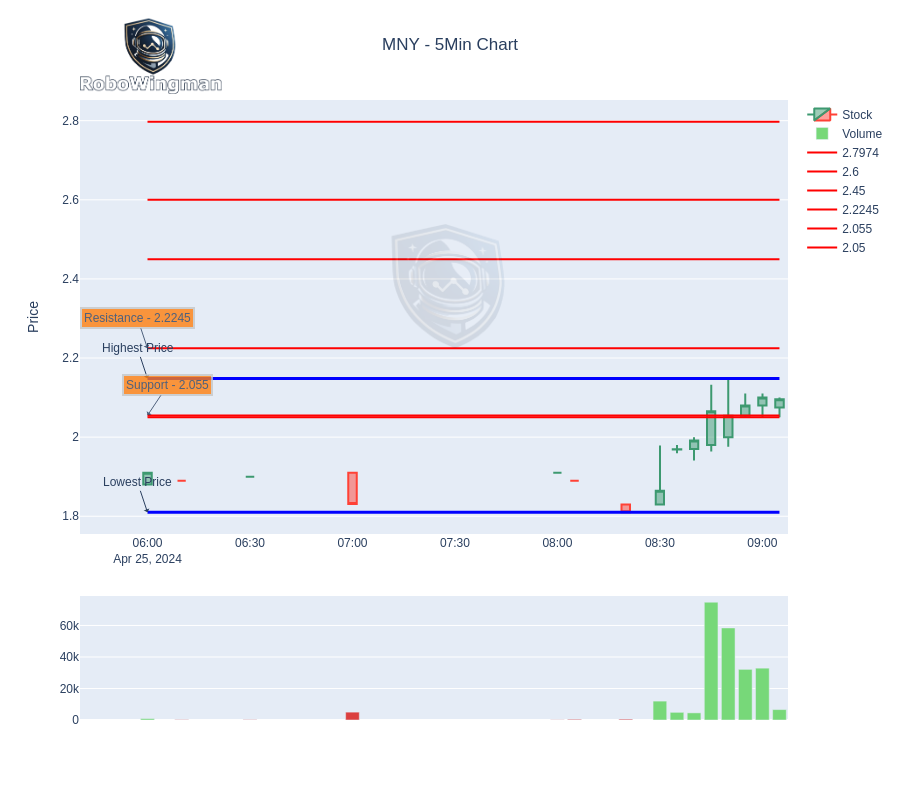 RoboWingman
MNY - 5Min Chart
Price
2.8
2.6
2.4
2.2
2
1.8
Resistance - 2.2245
Highest Price
Support - 2.055
Lowest Price
06:00
06:30
07:00
07:30
08:00
08:30
09:00
Apr 25, 2024
60k
40k
20k
0
Stock
Volume
2.7974
2.6
2.45
2.2245
2.055
2.05